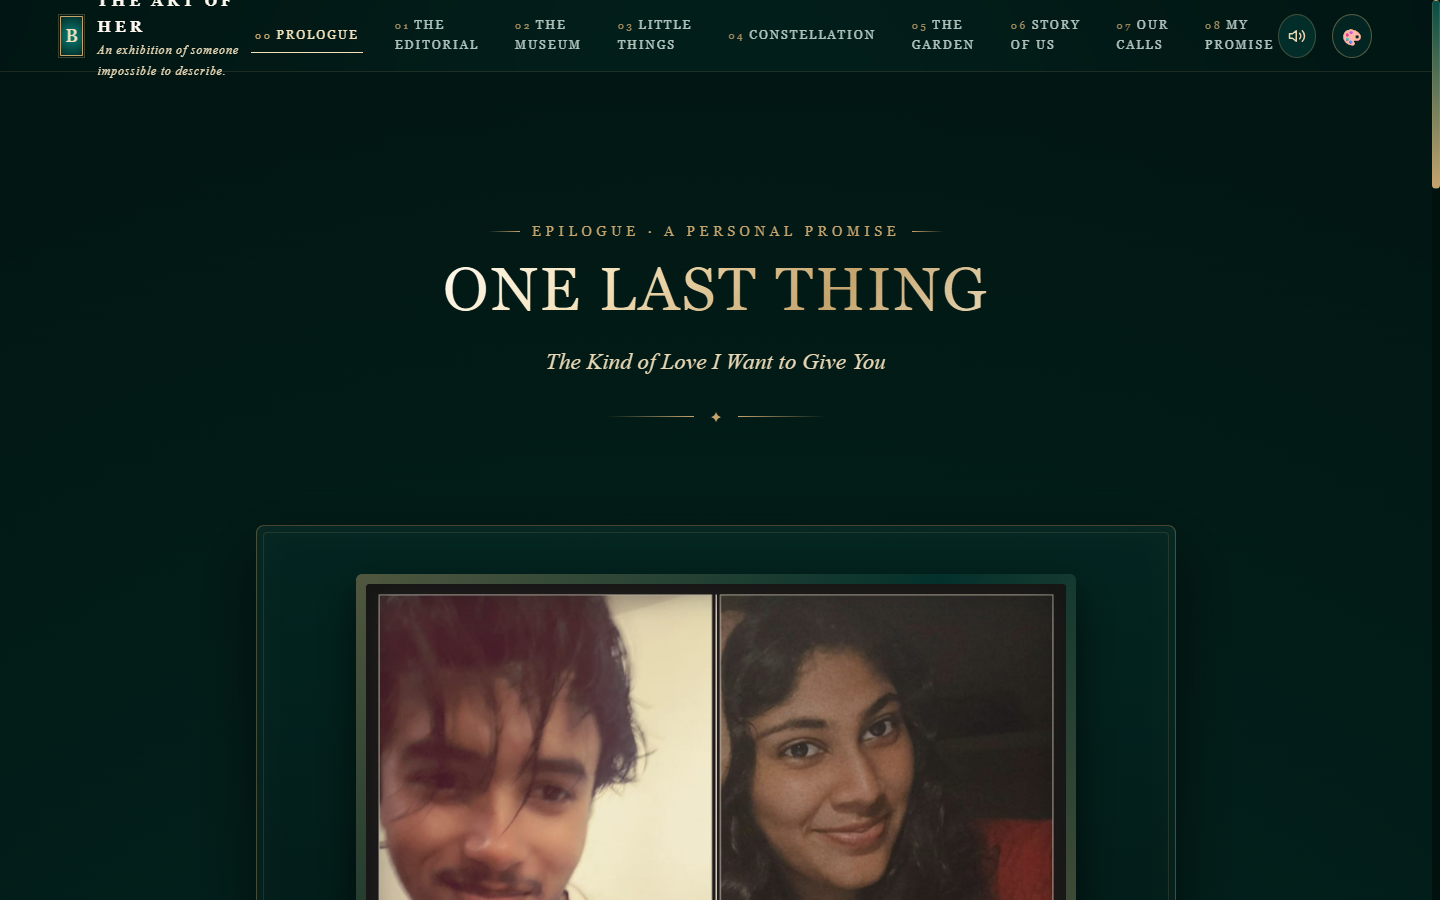 B
THE ART OF
HER
An exhibition of someone
impossible to describe.
00 PROLOGUE
01 THE
EDITORIAL
02 THE
MUSEUM
03 LITTLE
THINGS
04 CONSTELLATION
05 THE
GARDEN
06 STORY
OF US
07 OUR
CALLS
08 MY
PROMISE
EPILOGUE · A PERSONAL PROMISE
ONE LAST THING
The Kind of Love I Want to Give You